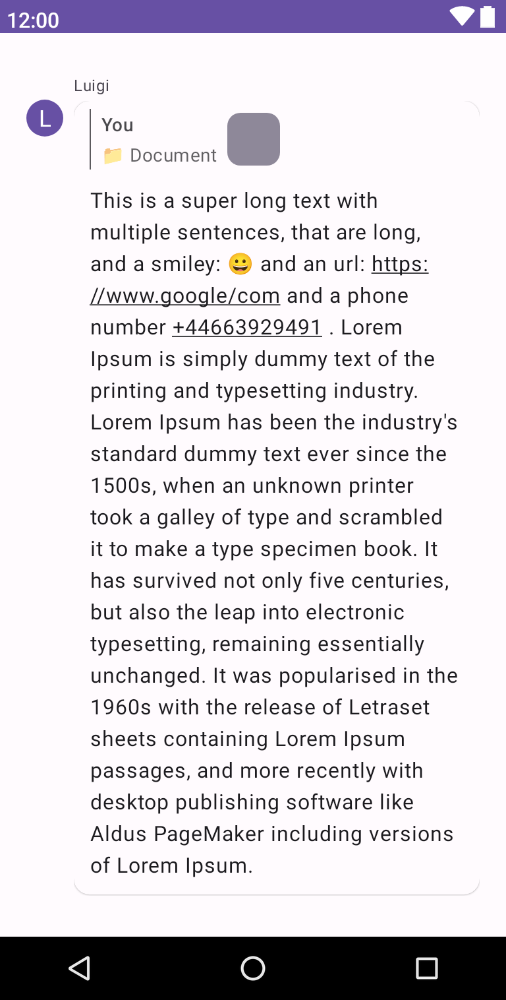 12:00
Luigi
L
You
📁 Document
This is a super long text with
multiple sentences, that are long,
and a smiley: 😀 and an url: https:
//www.google/com and a phone
number +44663929491 . Lorem
Ipsum is simply dummy text of the
printing and typesetting industry.
Lorem Ipsum has been the industry's
standard dummy text ever since the
1500s, when an unknown printer
took a galley of type and scrambled
it to make a type specimen book. It
has survived not only five centuries,
but also the leap into electronic
typesetting, remaining essentially
unchanged. It was popularised in the
1960s with the release of Letraset
sheets containing Lorem Ipsum
passages, and more recently with
desktop publishing software like
Aldus PageMaker including versions
of Lorem Ipsum.